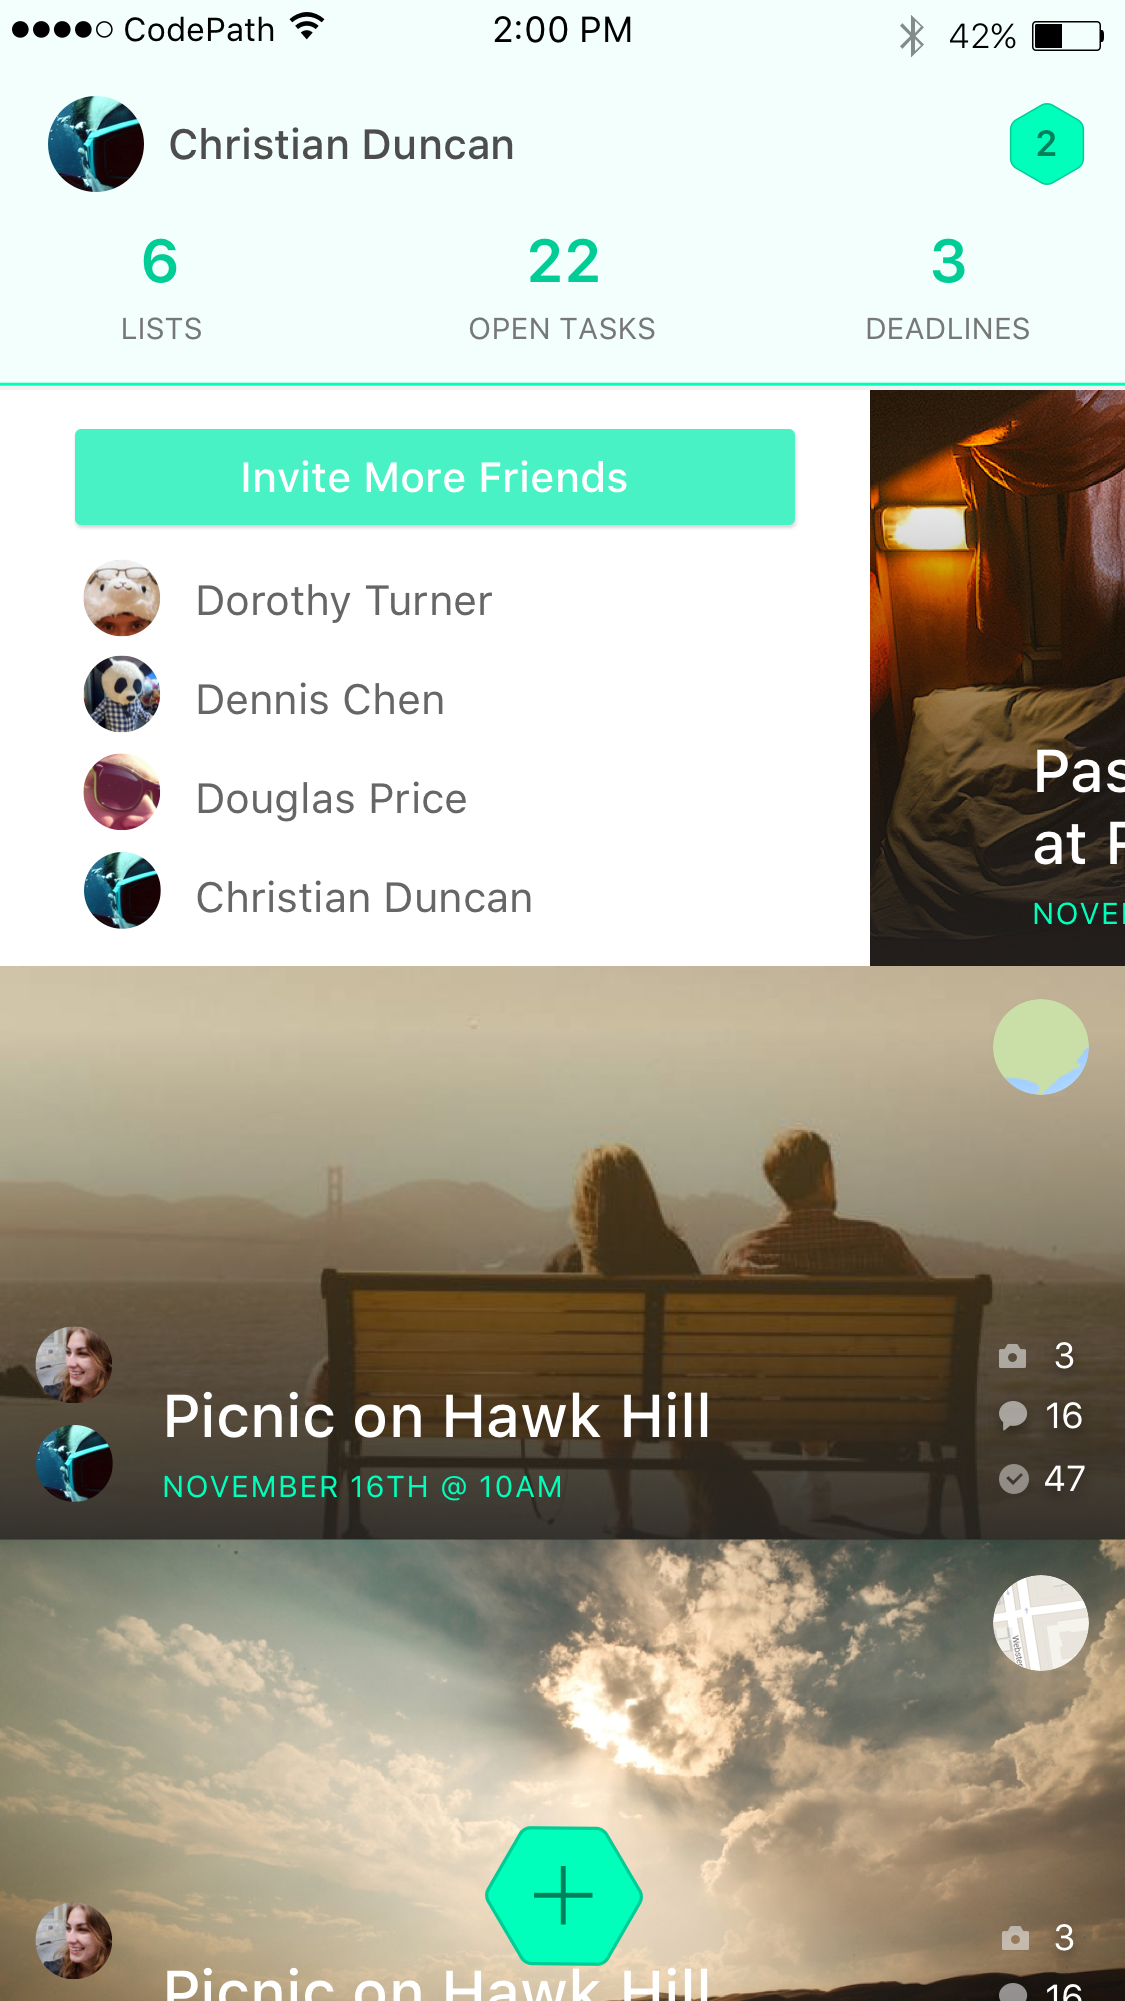 CodePath
2:00 PM
42%
Christian Duncan
2
6
22
3
LISTS
OPEN TASKS
DEADLINES
Invite More Friends
Dorothy Turner
Dennis Chen
Douglas Price
Christian Duncan
Pas
at
NOVE
3
16
Picnic on Hawk Hill
NOVEMBER 16TH @ 10AM
47
Webster
3
Picnic on Hawk Hill
16